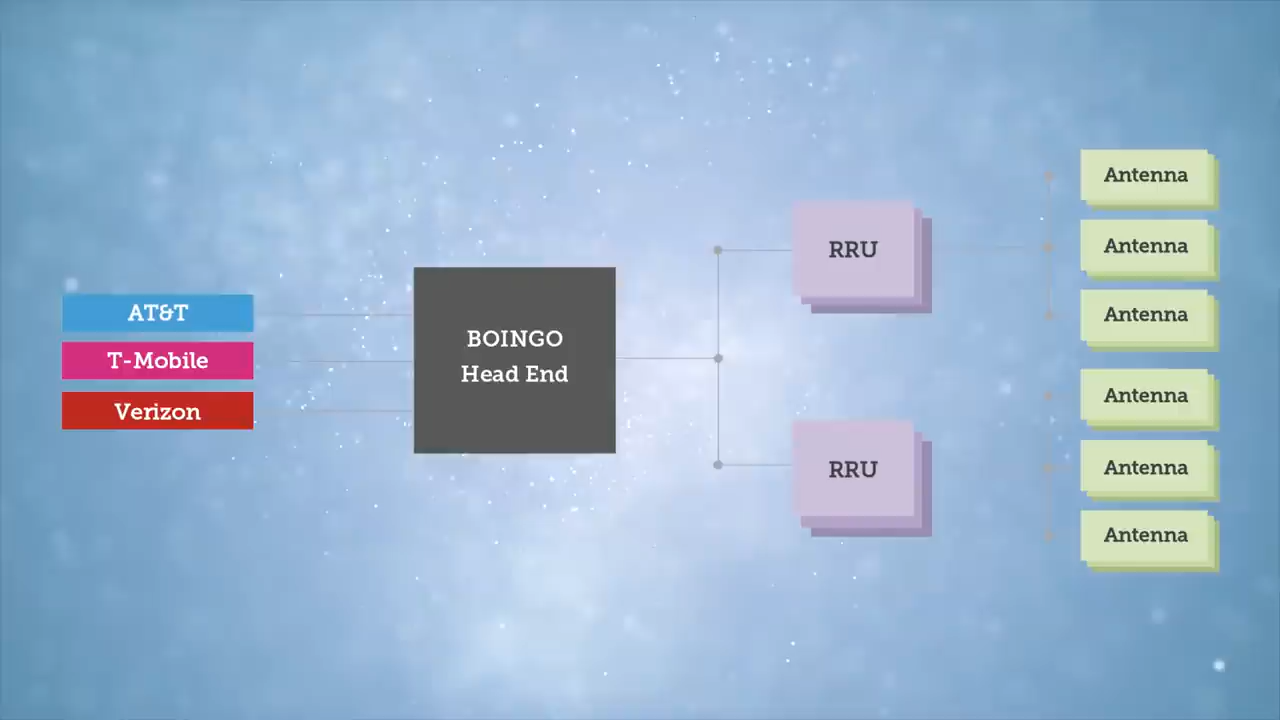 AT&T
T-Mobile
Verizon
BOINGO
Head End
RRU
RRU
Antenna
Antenna
Antenna
Antenna
Antenna
Antenna